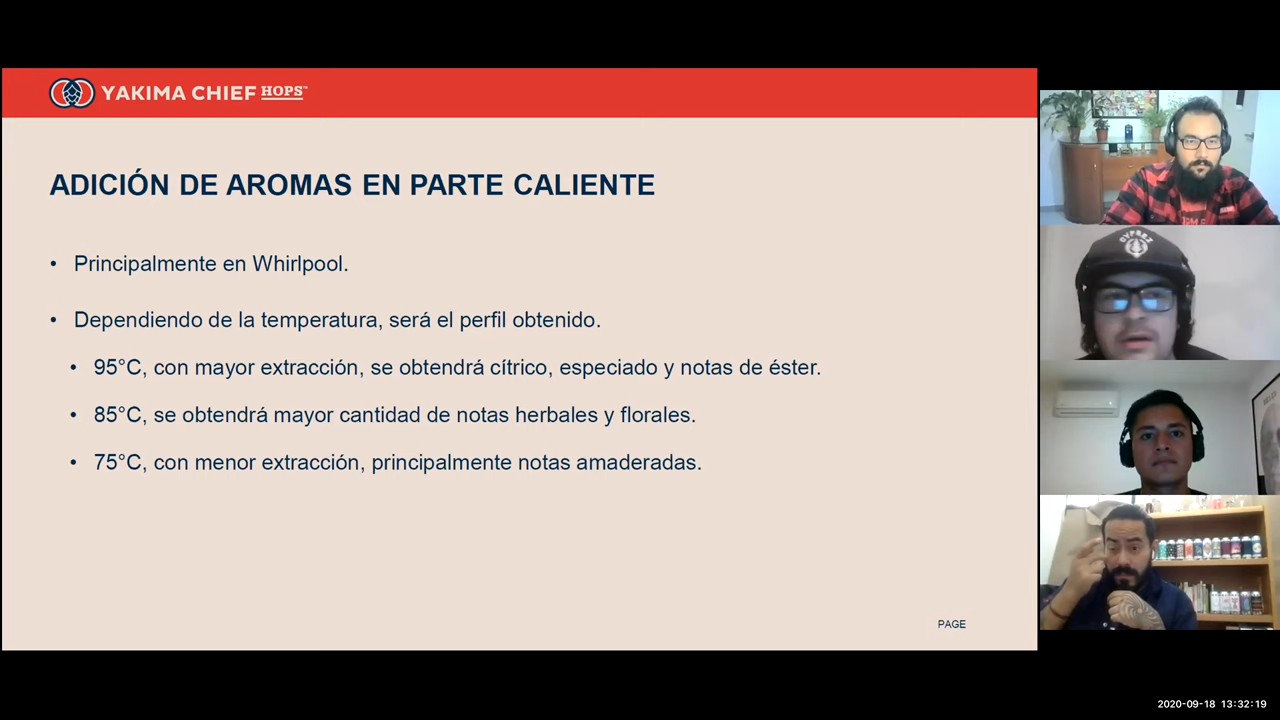 YAKIMA CHIEF HOPS™
ADICIÓN DE AROMAS EN PARTE CALIENTE
• Principalmente en Whirlpool.
• Dependiendo de la temperatura, será el perfil obtenido.
• 95°C, con mayor extracción, se obtendrá cítrico, especiado y notas de éster.
• 85°C, se obtendrá mayor cantidad de notas herbales y florales.
• 75°C, con menor extracción, principalmente notas amaderadas.
PAGE
CYPREZ
2020-09-18 13:32:19